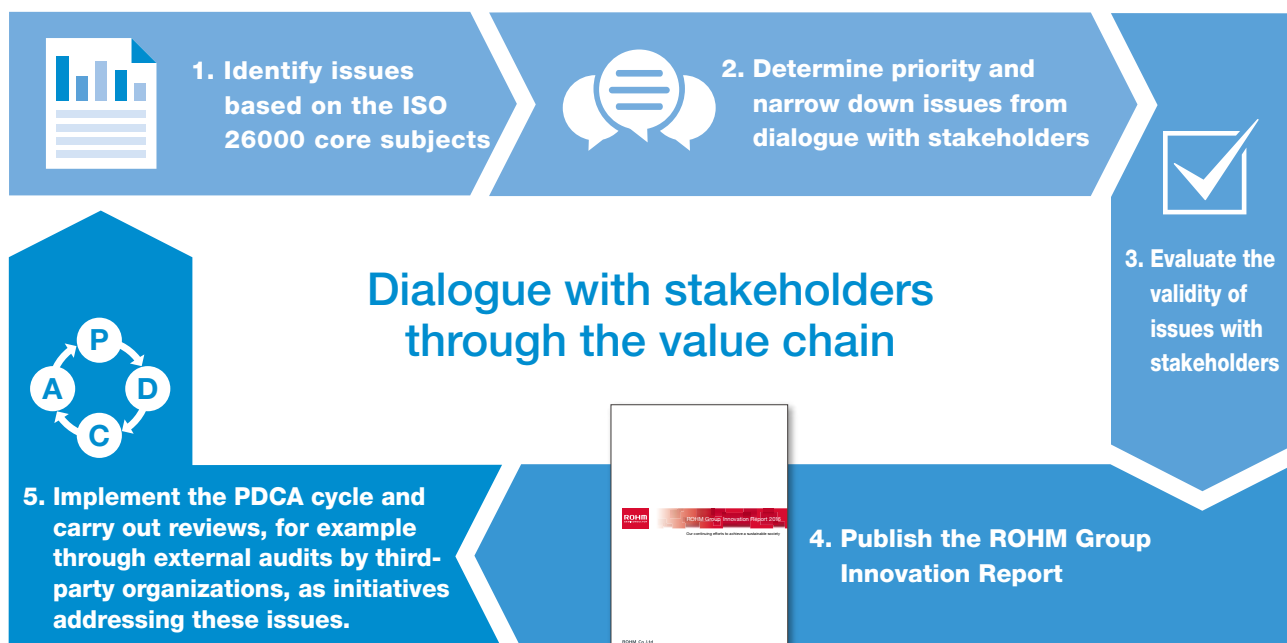 1. Identify issues
based on the ISO
26000 core subjects
2. Determine priority and
narrow down issues from
dialogue with stakeholders
3. Evaluate the
validity of
issues with
stakeholders
Dialogue with stakeholders
through the value chain
P
A
D
C
5. Implement the PDCA cycle and
carry out reviews, for example
through external audits by third-
party organizations, as initiatives
addressing these issues.
ROHM
SEMICONDUCTOR
ROHM Group Innovation Report 2016
Our continuing efforts to achieve a sustainable society
ROHM Co.,Ltd.
4. Publish the ROHM Group
Innovation Report